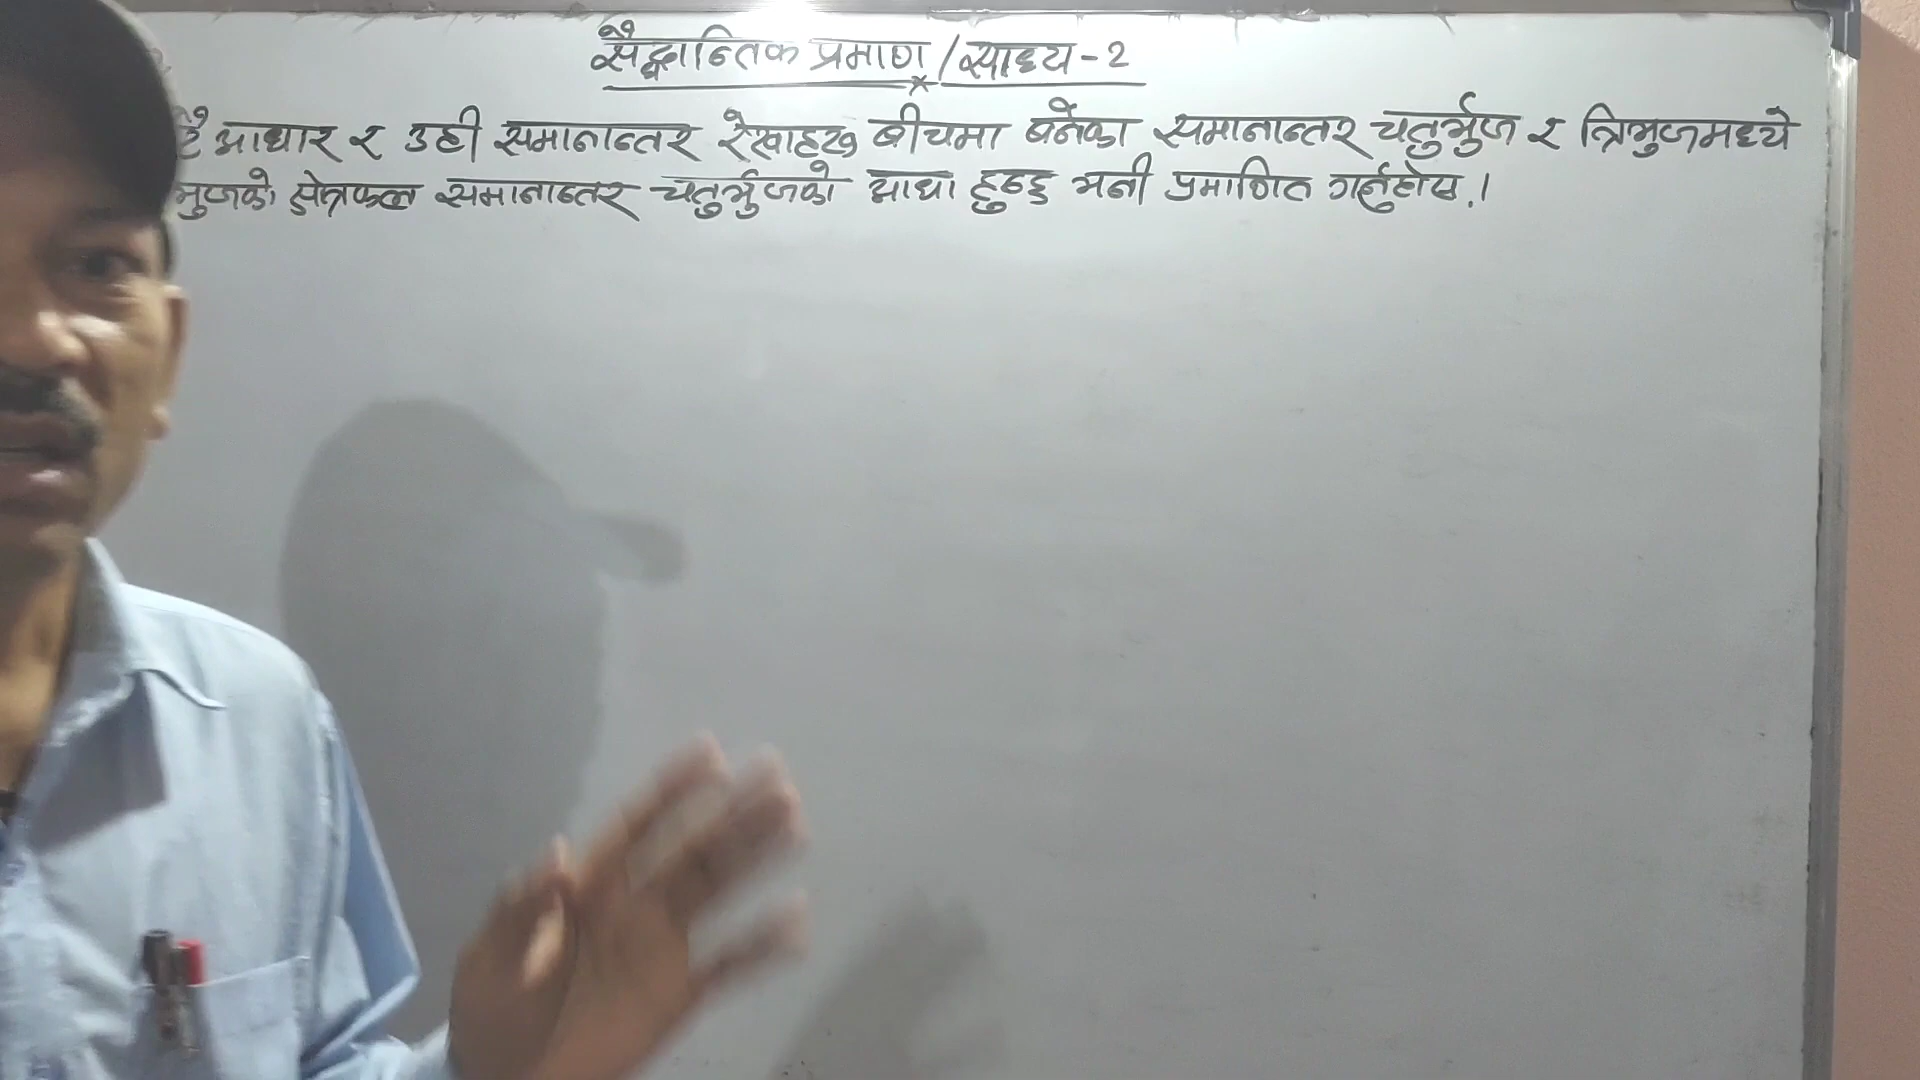 सैद्धान्तिक प्रमाण / साध्य - 2
आधार र उही समानान्तर रेखाहरु बीचमा बनेका समानान्तर चतुर्भुज र त्रिभुजमध्ये
भुजको क्षेत्रफल समानान्तर चतुर्भुजको आधा हुन्छ भनी प्रमाणित गर्नुहोस् ।